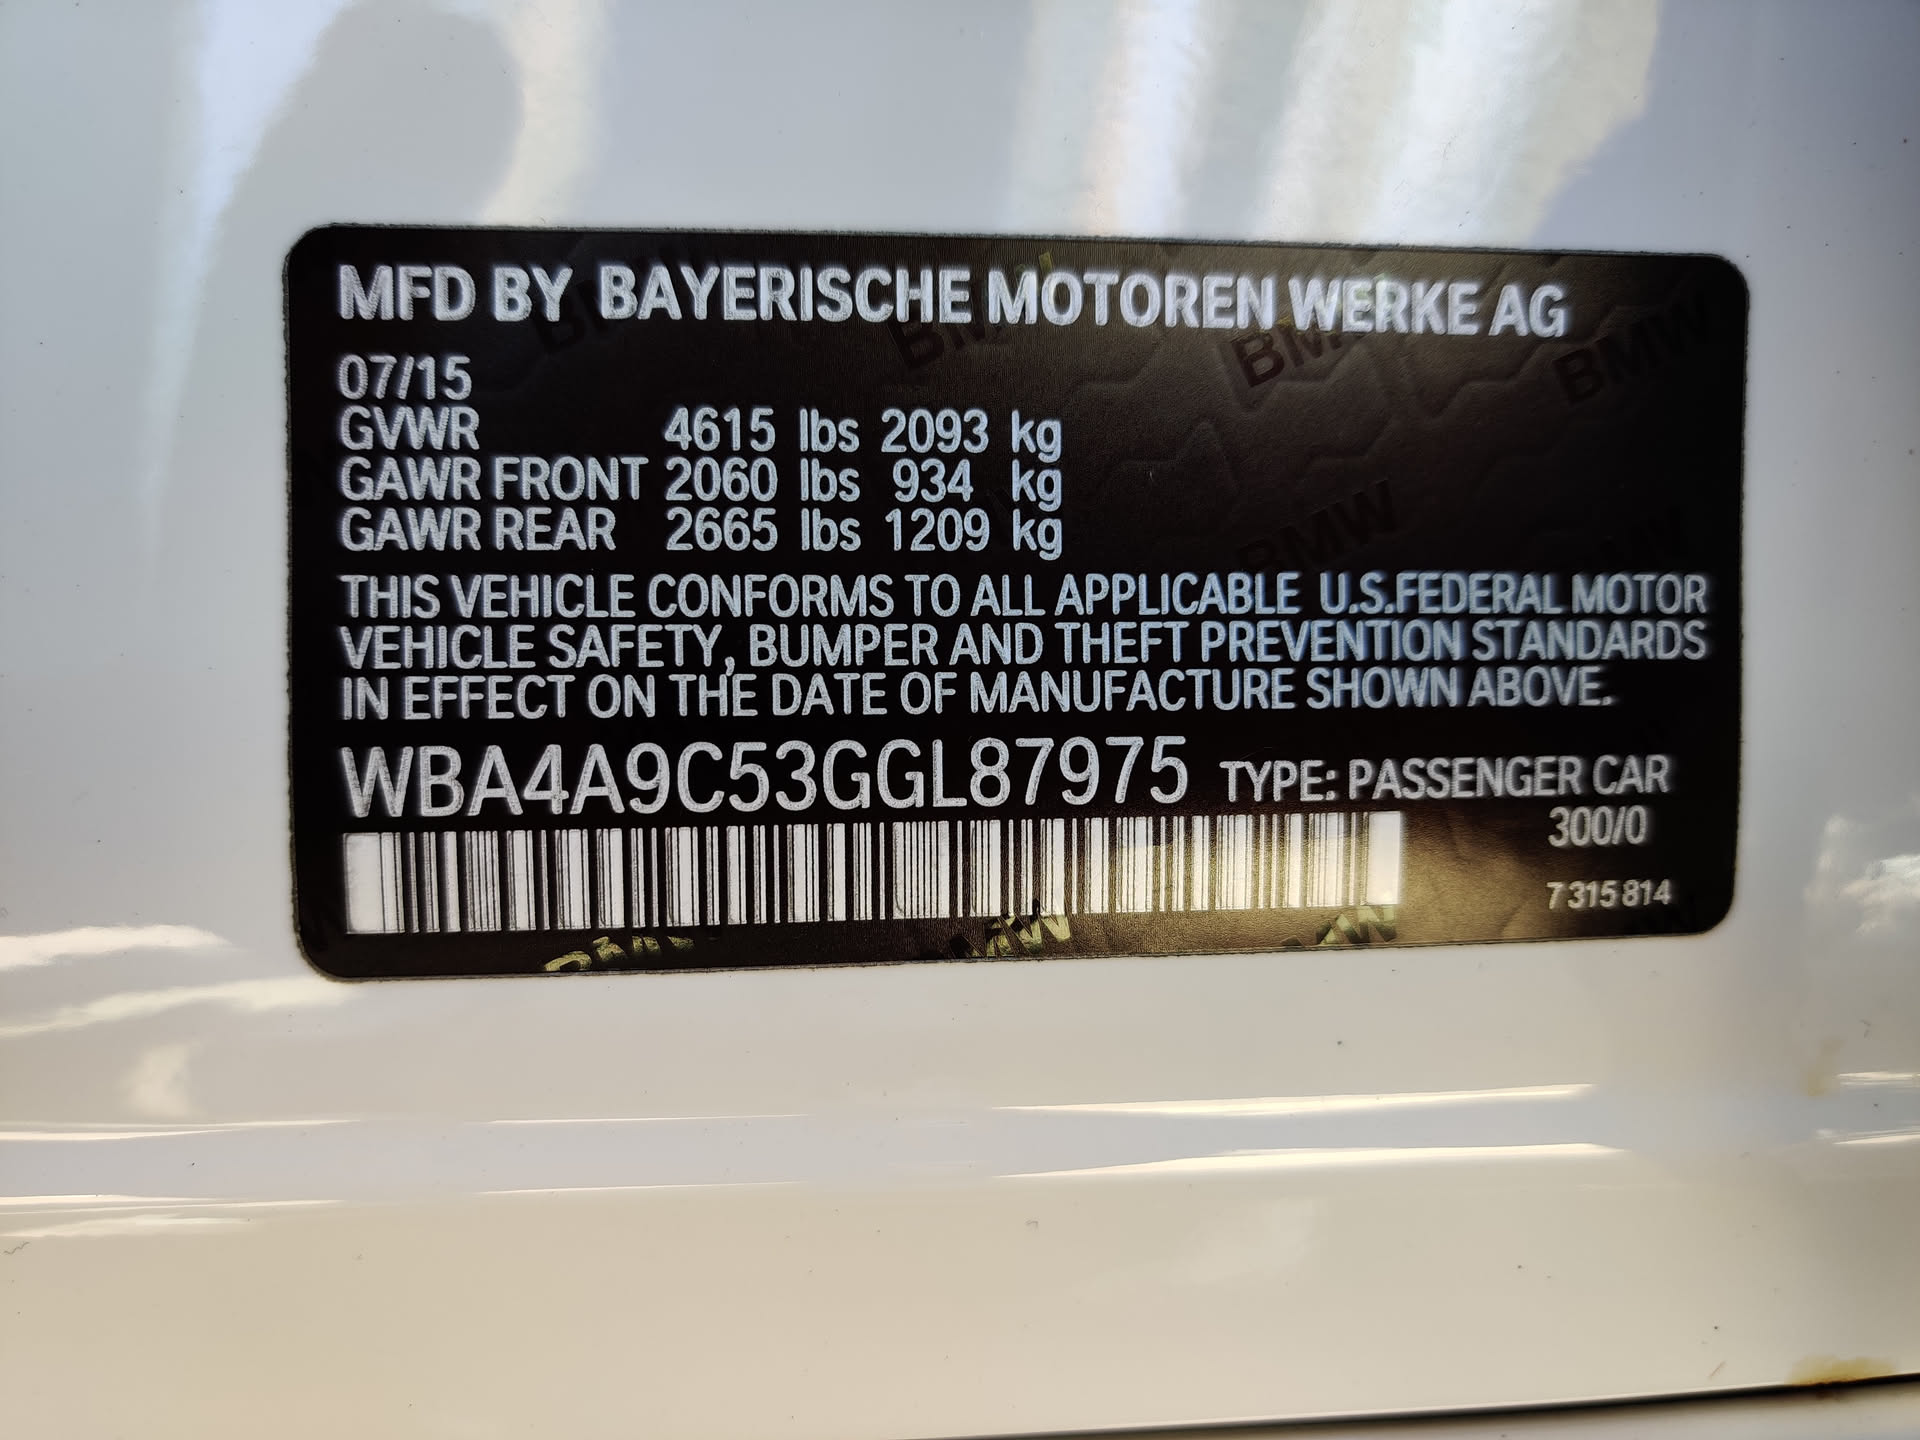 MFD BY BAYERISCHE MOTOREN WERKE AG
07/15
GVWR 4615 lbs 2093 kg
GAWR FRONT 2060 lbs 934 kg
GAWR REAR 2665 lbs 1209 kg
THIS VEHICLE CONFORMS TO ALL APPLICABLE U.S.FEDERAL MOTOR
VEHICLE SAFETY, BUMPER AND THEFT PREVENTION STANDARDS
IN EFFECT ON THE DATE OF MANUFACTURE SHOWN ABOVE.
WBA4A9C53GGL87975 TYPE: PASSENGER CAR
300/0
7 315 814